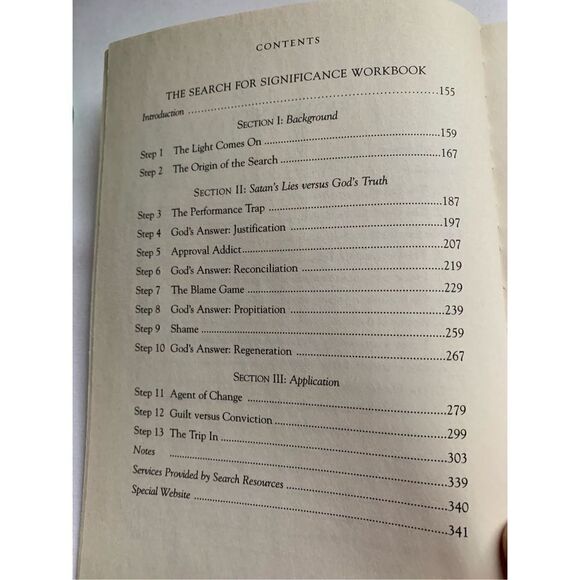 CONTENTS
THE SEARCH FOR SIGNIFICANCE WORKBOOK
Introduction 155
SECTION I: Background
Step 1 The Light Comes On 159
Step 2 The Origin of the Search 167
SECTION II: Satan's Lies versus God's Truth
Step 3 The Performance Trap 187
Step 4 God's Answer: Justification 197
Step 5 Approval Addict 207
Step 6 God's Answer: Reconciliation 219
Step 7 The Blame Game 229
Step 8 God's Answer: Propitiation 239
Step 9 Shame 259
Step 10 God's Answer: Regeneration 267
SECTION III: Application
Step 11 Agent of Change 279
Step 12 Guilt versus Conviction 299
Step 13 The Trip In 303
Notes 339
Services Provided by Search Resources 340
Special Website 341